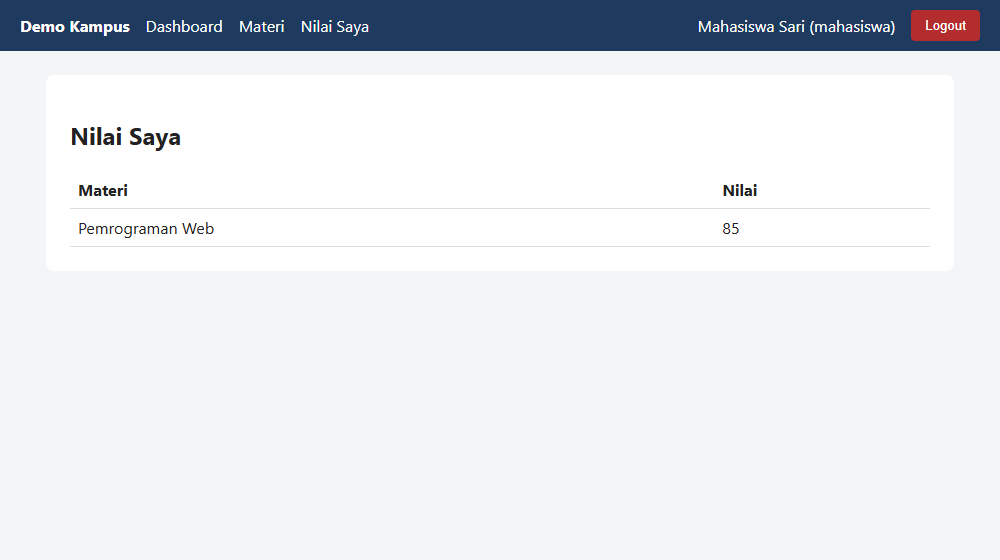 Demo Kampus Dashboard Materi Nilai Saya Mahasiswa Sari (mahasiswa) Logout
Nilai Saya
Materi Nilai
Pemrograman Web 85